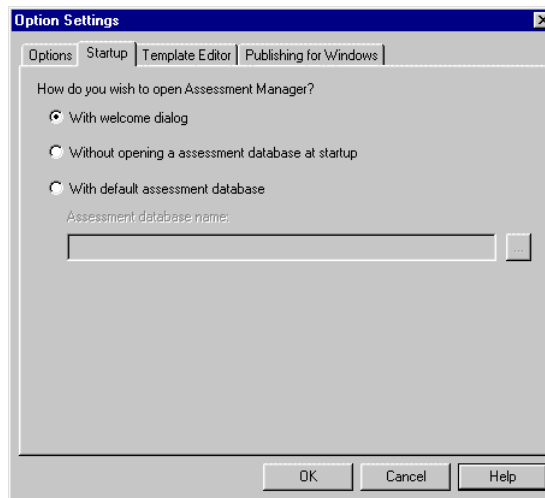 Option Settings
Options Startup Template Editor Publishing for Windows
How do you wish to open Assessment Manager?
With welcome dialog
Without opening a assessment database at startup
With default assessment database
Assessment database name:
...
OK Cancel Help